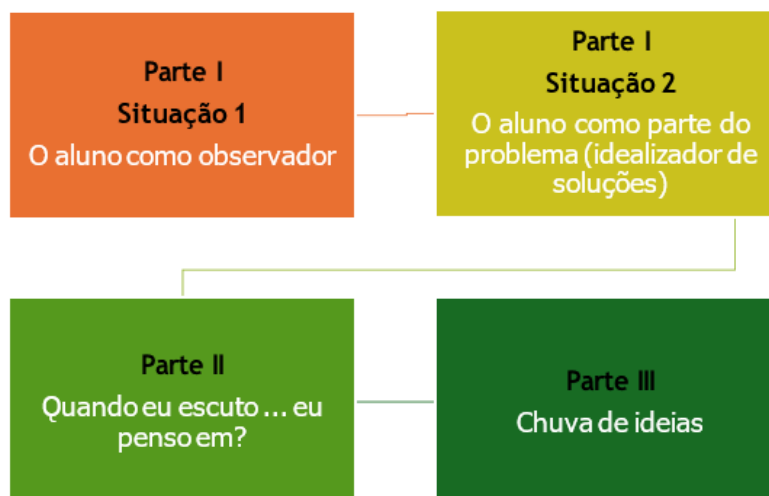 Parte I
Situação 1
O aluno como observador
Parte I
Situação 2
O aluno como parte do
problema (idealizador de
soluções)
Parte II
Quando eu escuto ... eu
penso em?
Parte III
Chuva de ideias